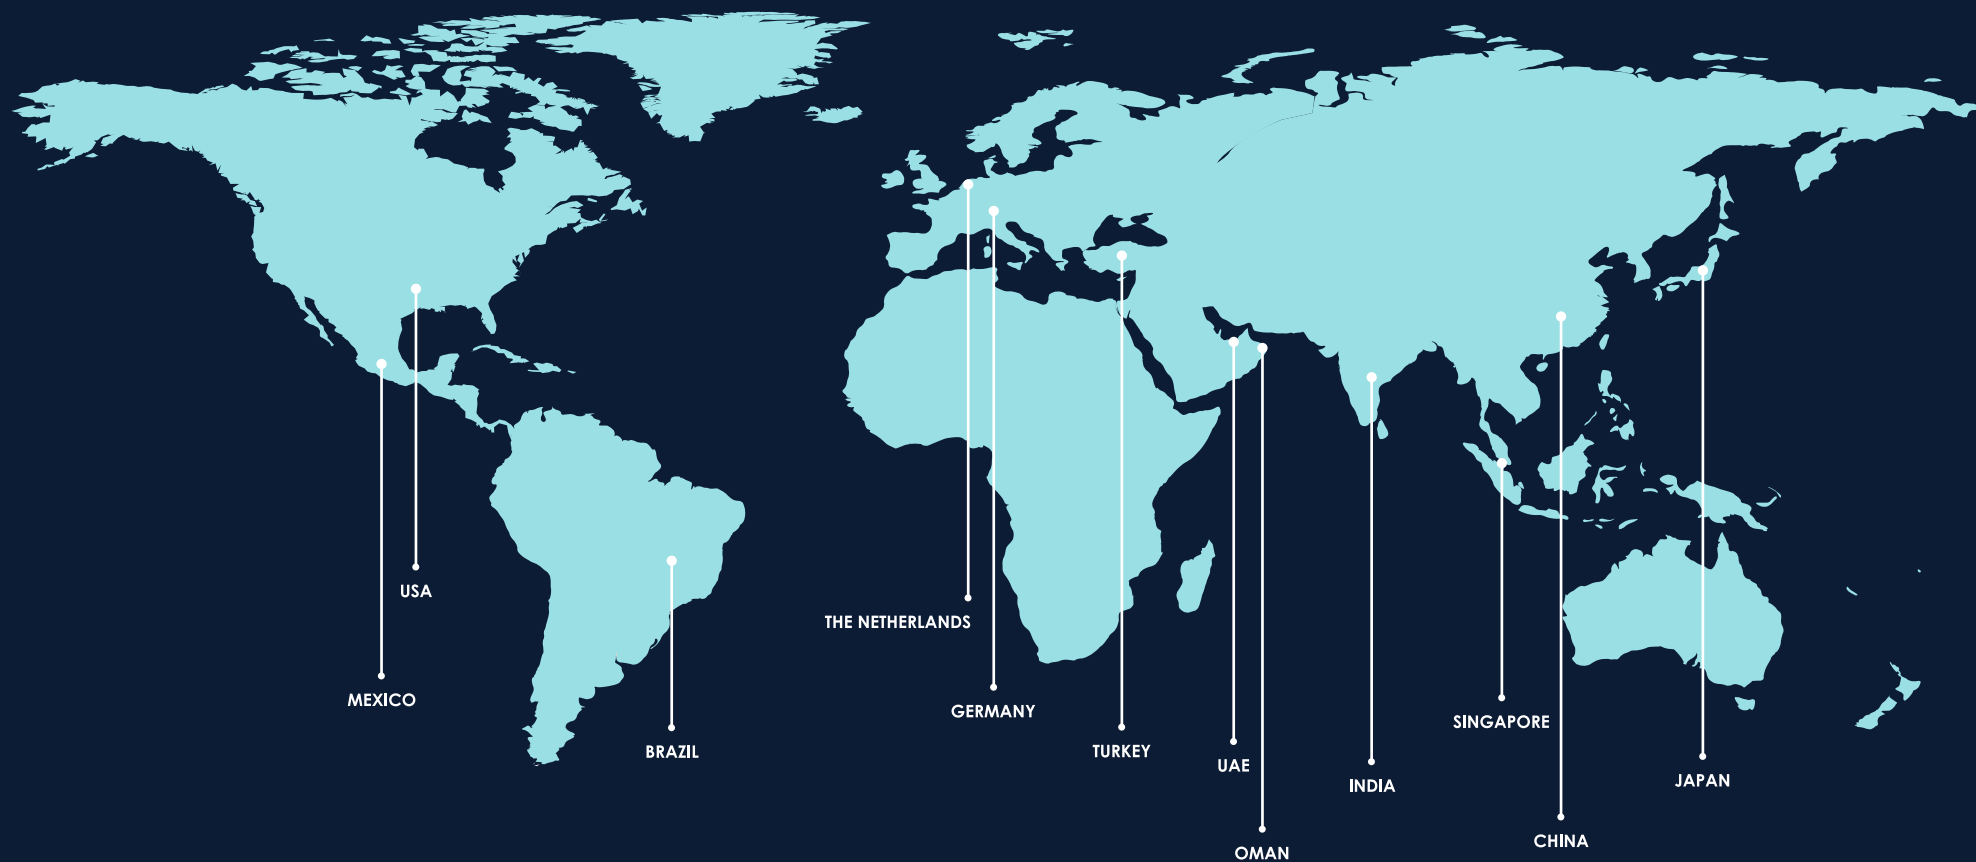 USA
THE NETHERLANDS
MEXICO
GERMANY
SINGAPORE
BRAZIL
TURKEY
UAE
JAPAN
INDIA
CHINA
OMAN